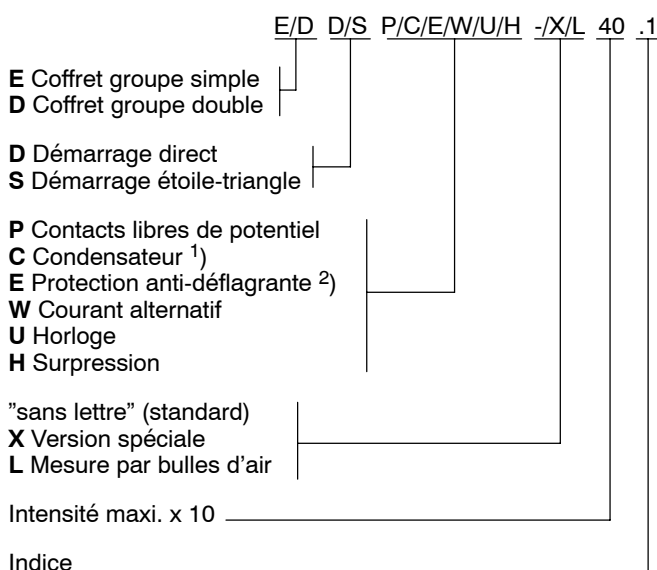 E/D D/S P/C/E/W/U/H -/X/L 40 .1
E Coffret groupe simple
D Coffret groupe double
D Démarrage direct
S Démarrage étoile-triangle
P Contacts libres de potentiel
C Condensateur 1)
E Protection anti-déflagrante 2)
W Courant alternatif
U Horloge
H Surpression
”sans lettre” (standard)
X Version spéciale
L Mesure par bulles d’air
Intensité maxi. x 10
Indice